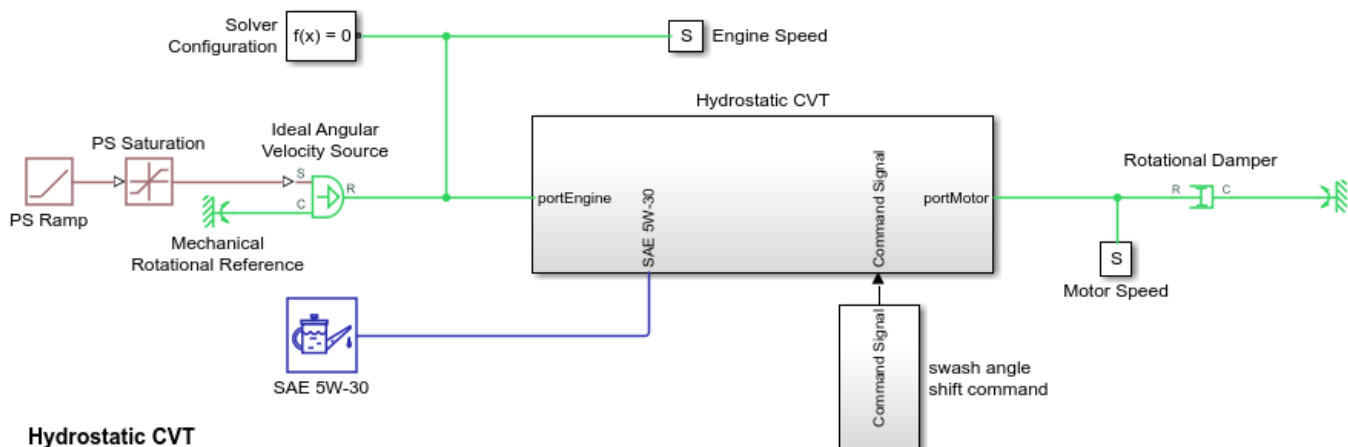 Solver
Configuration
f(x) = 0
S
Engine Speed
Hydrostatic CVT
PS Saturation
Ideal Angular
Velocity Source
Rotational Damper
PS Ramp
S
C
R
portEngine
SAE 5W-30
Command Signal
portMotor
R
C
Mechanical
Rotational Reference
S
Motor Speed
SAE 5W-30
Command Signal
swash angle
shift command
Hydrostatic CVT